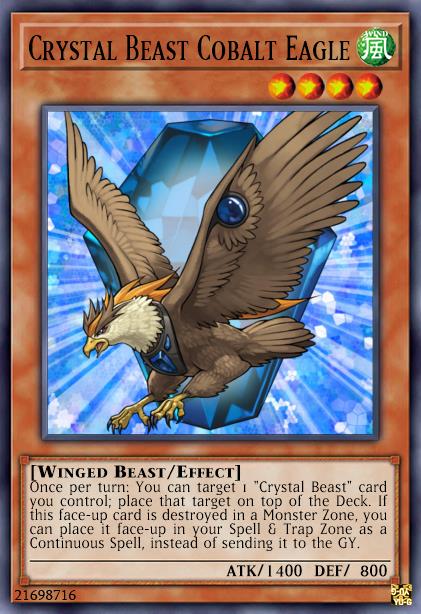 CRYSTAL BEAST COBALT EAGLE
WIND
風
[WINGED BEAST/EFFECT]
Once per turn: You can target 1 "Crystal Beast" card
you control; place that target on top of the Deck. If
this face-up card is destroyed in a Monster Zone, you
can place it face-up in your Spell & Trap Zone as a
Continuous Spell, instead of sending it to the GY.
ATK/1400 DEF/ 800
21698716